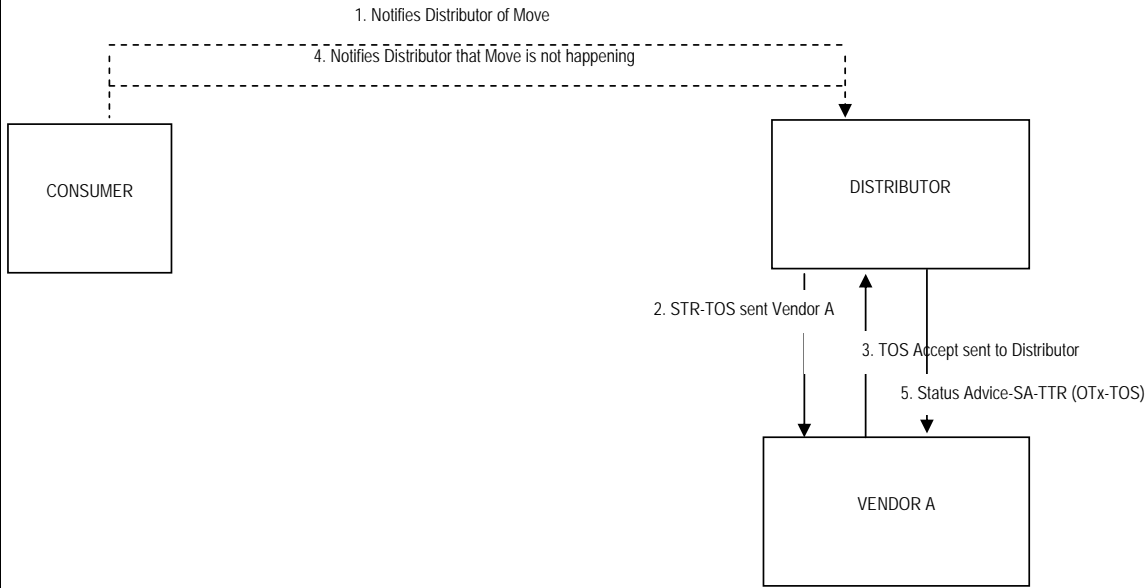 1. Notifies Distributor of Move
4. Notifies Distributor that Move is not happening
CONSUMER
DISTRIBUTOR
2. STR-TOS sent Vendor A
3. TOS Accept sent to Distributor
5. Status Advice-SA-TTR (OTx-TOS)
VENDOR A